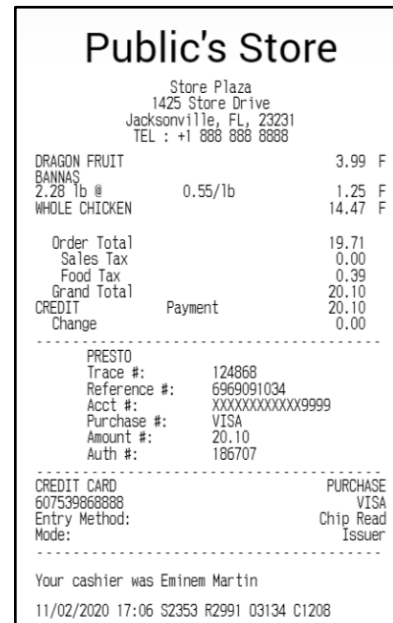 Public's Store
Store Plaza
1425 Store Drive
Jacksonville, FL, 23231
TEL : +1 888 888 8888
DRAGON FRUIT 3.99 F
BANNAS
2.28 lb @ 0.55/lb 1.25 F
WHOLE CHICKEN 14.47 F
Order Total 19.71
Sales Tax 0.00
Food Tax 0.39
Grand Total 20.10
CREDIT Payment 20.10
Change 0.00
PRESTO
Trace #: 124868
Reference #: 6969091034
Acct #: XXXXXXXXXXXX9999
Purchase #: VISA
Amount #: 20.10
Auth #: 186707
CREDIT CARD PURCHASE
607539868888 VISA
Entry Method: Chip Read
Mode: Issuer
Your cashier was Eminem Martin
11/02/2020 17:06 S2353 R2991 03134 C1208